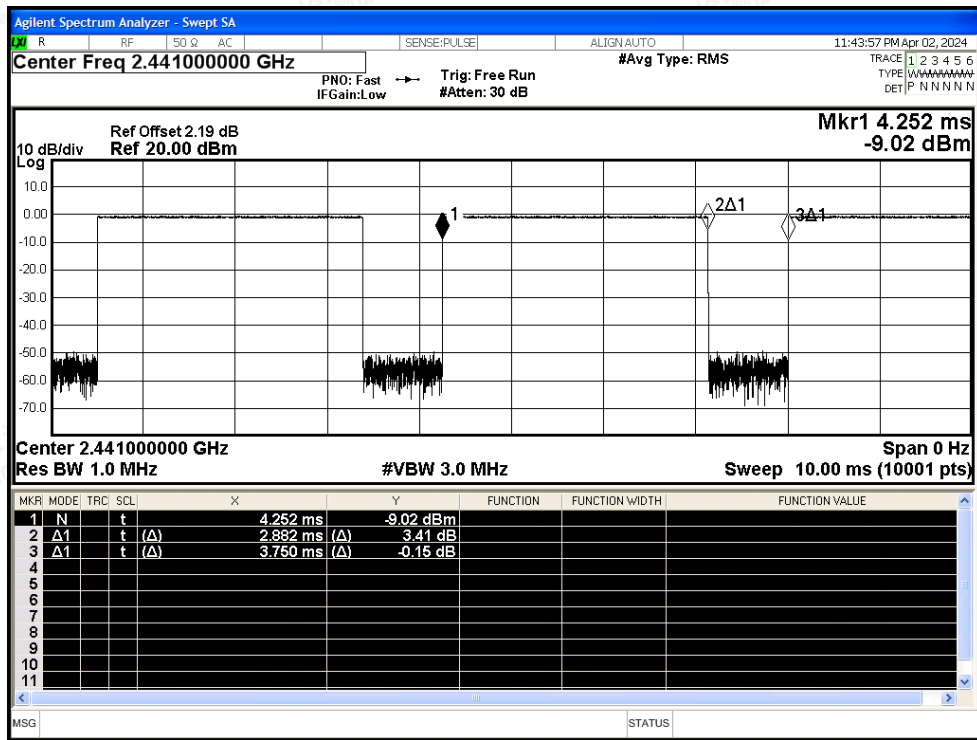 Agilent Spectrum Analyzer - Swept SA
LXI R RF 50 Ω AC SENSE:PULSE ALIGN AUTO 11:43:57 PM Apr 02, 2024
Center Freq 2.441000000 GHz #Avg Type: RMS TRACE 1 2 3 4 5 6
PNO: Fast Trig: Free Run TYPE WWWWWW
IFGain:Low #Atten: 30 dB DET P N N N N N
Mkr1 4.252 ms
Ref Offset 2.19 dB
10 dB/div Ref 20.00 dBm -9.02 dBm
Log
10.0
0.00
-10.0
-20.0
-30.0
-40.0
-50.0
-60.0
-70.0
1 2Δ1 3Δ1
Center 2.441000000 GHz Span 0 Hz
Res BW 1.0 MHz #VBW 3.0 MHz Sweep 10.00 ms (10001 pts)
MKR MODE TRC SCL X Y FUNCTION FUNCTION WIDTH FUNCTION VALUE
1 N t 4.252 ms -9.02 dBm
2 Δ1 t (Δ) 2.882 ms (Δ) 3.41 dB
3 Δ1 t (Δ) 3.750 ms (Δ) -0.15 dB
4
5
6
7
8
9
10
11
MSG STATUS